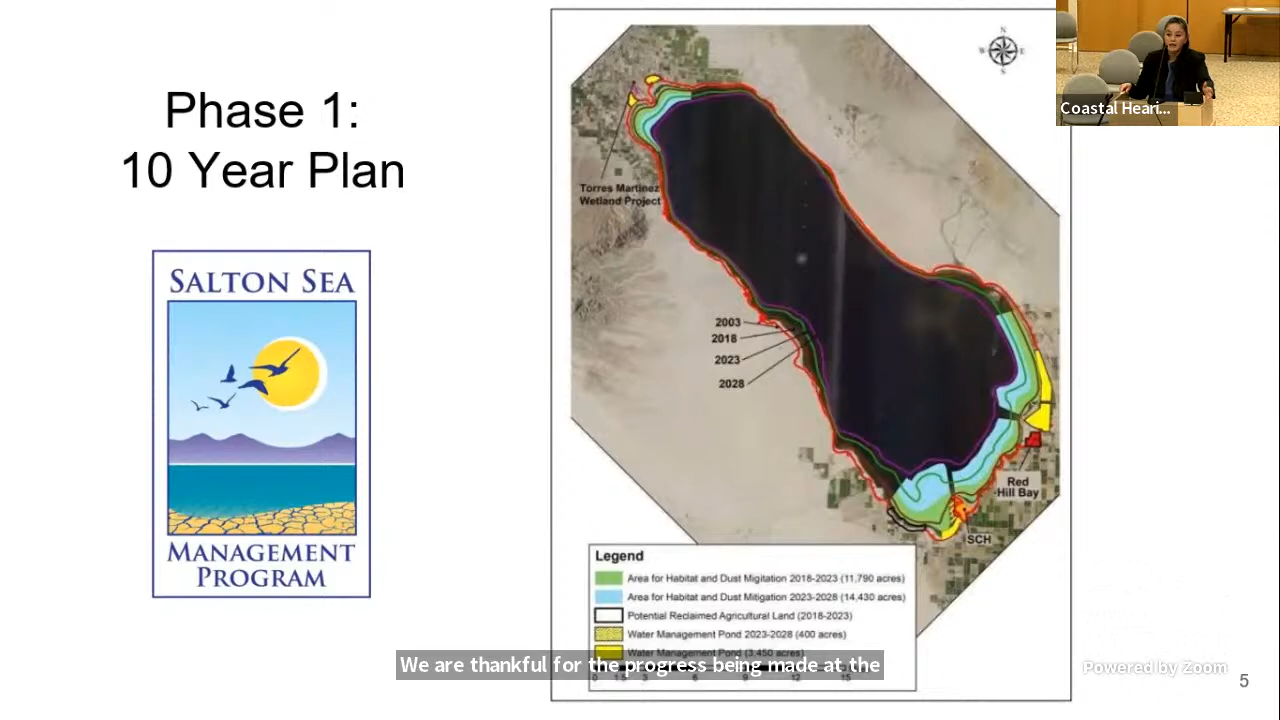 Phase 1:
10 Year Plan
SALTON SEA
MANAGEMENT
PROGRAM
N
W
E
S
Torres Martinez
Wetland Project
2003
2018
2023
2028
Red
Hill Bay
SCH
Legend
Area for Habitat and Dust Migitation 2018-2023 (11,790 acres)
Area for Habitat and Dust Mitigation 2023-2028 (14,430 acres)
Potential Reclaimed Agricultural Land (2018-2023)
Water Management Pond 2023-2028 (400 acres)
Water Management Pond (3,450 acres)
We are thankful for the progress being made at the
Coastal Heari...
Powered by Zoom
5